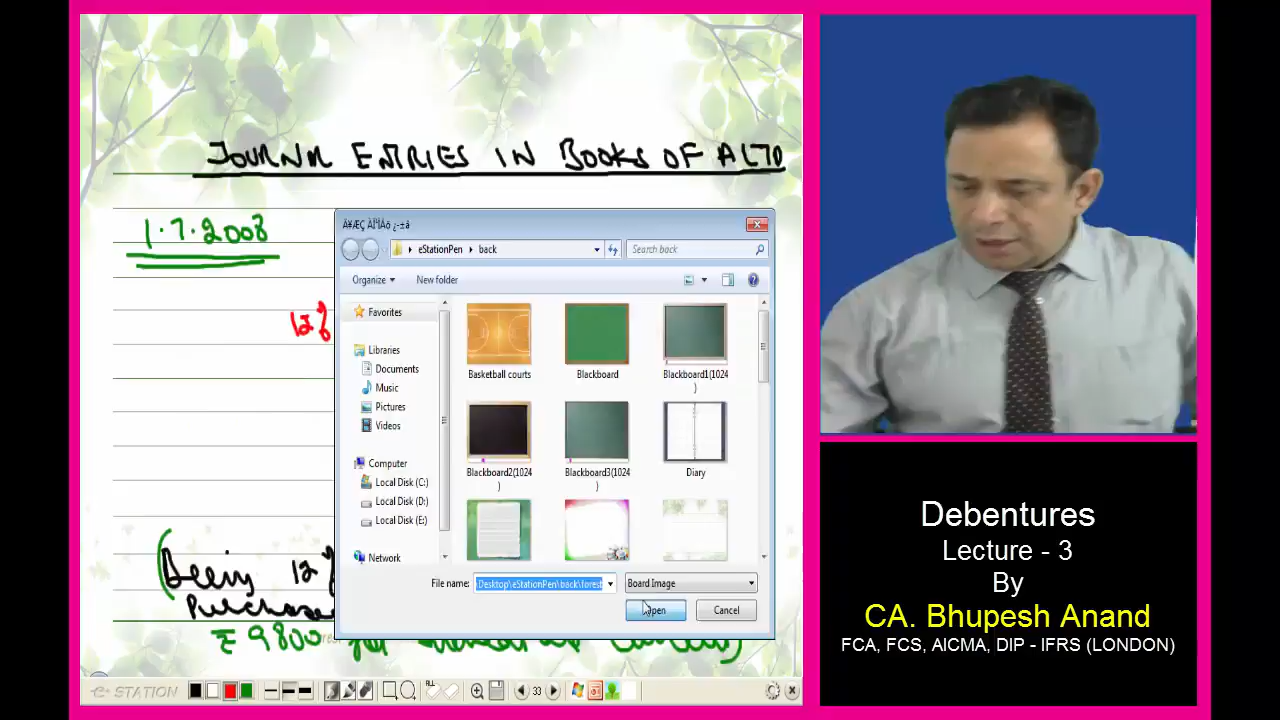 JOURNR ENTRIES IN BOOKS OF ALTO
1.7.2008
12%
Being 12%
Purchase
₹ 9800
eStationPen back
Search back
Organize
New folder
Favorites
Libraries
Documents
Music
Pictures
Videos
Computer
Local Disk (C:)
Local Disk (D:)
Local Disk (E:)
Network
Basketball courts
Blackboard
Blackboard1(1024
)
Blackboard2(1024
)
Blackboard3(1024
)
Diary
File name:
\Desktop\eStationPen\back\forest
Board Image
Open
Cancel
e-STATION
33
Debentures
Lecture - 3
By
CA. Bhupesh Anand
FCA, FCS, AICMA, DIP - IFRS (LONDON)